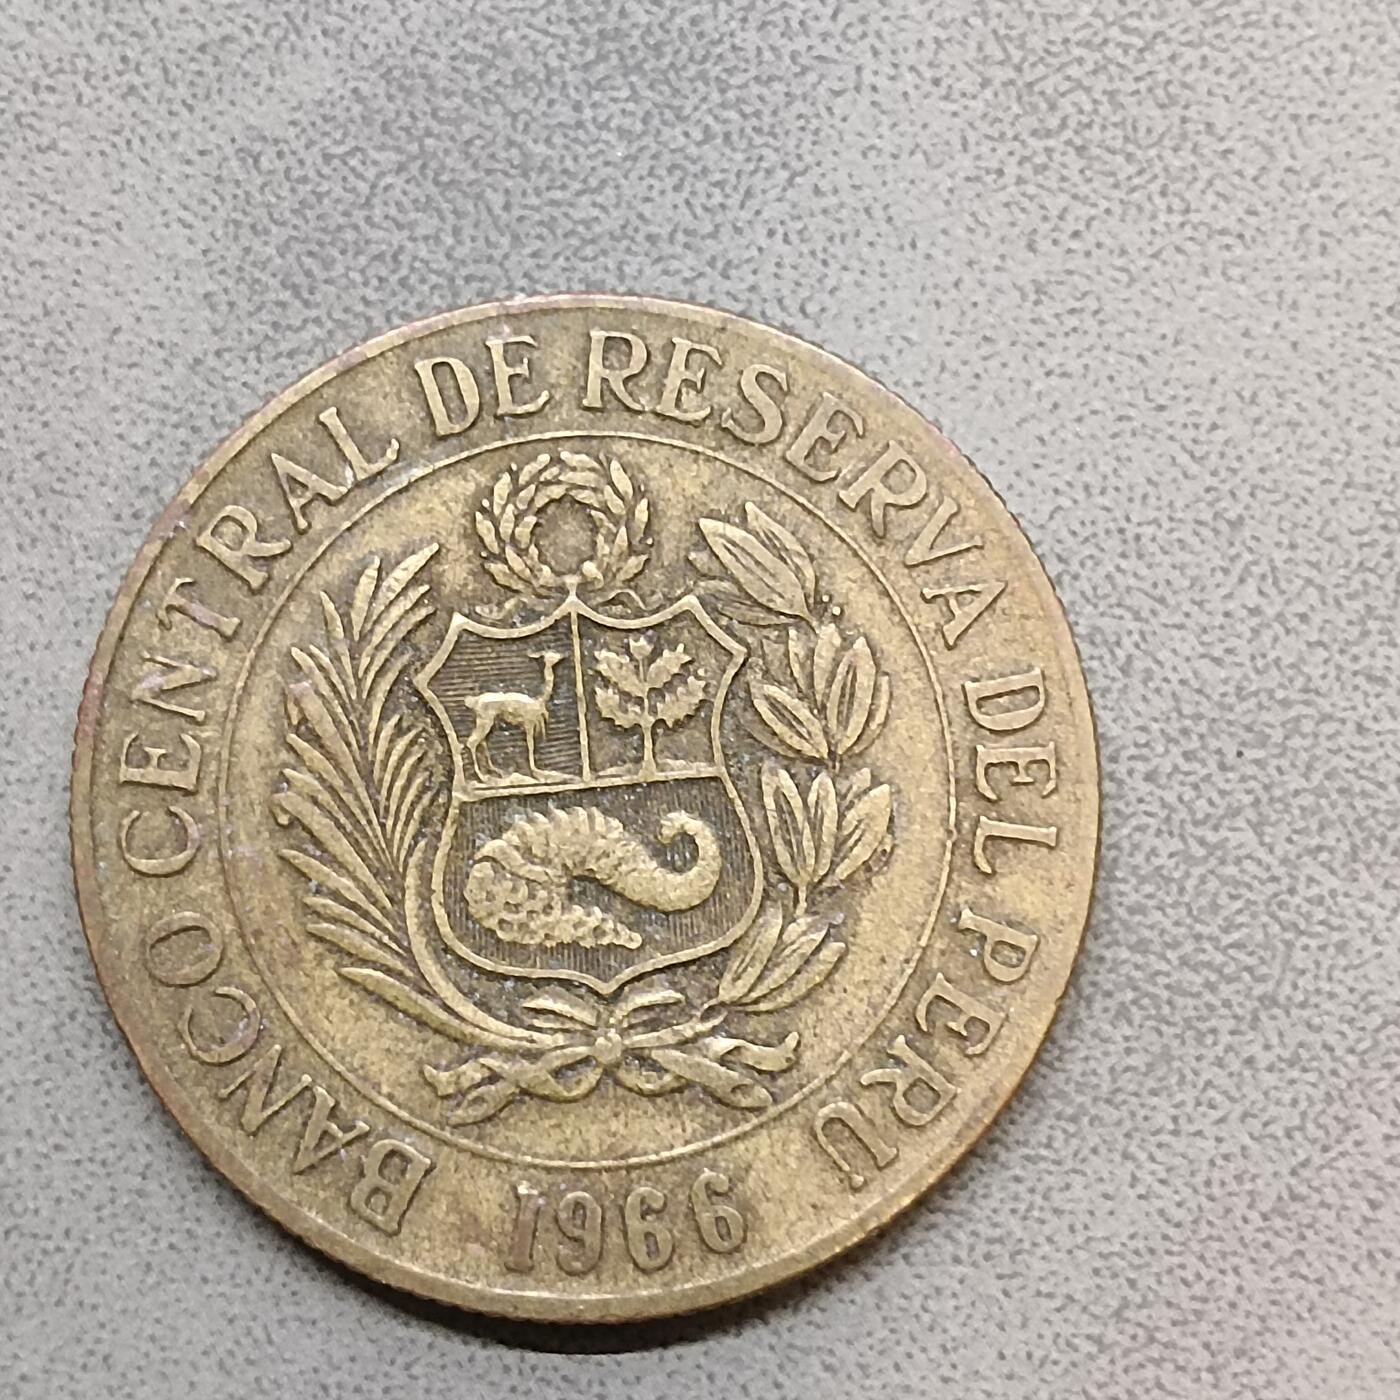 BANCO CENTRAL DE RESERVA DEL PERU
1966